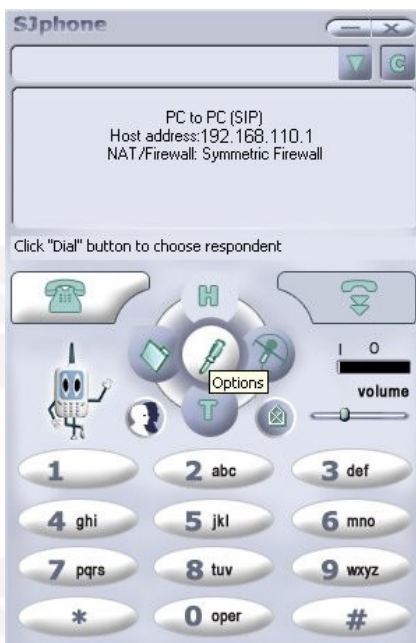 SJphone
C
PC to PC (SIP)
Host address:192.168.110.1
NAT/Firewall: Symmetric Firewall
Click "Dial" button to choose respondent
H
I O
Options
volume
T
1 2 abc 3 def
4 ghi 5 jkl 6 mno
7 pqrs 8 tuv 9 wxyz
* 0 oper #